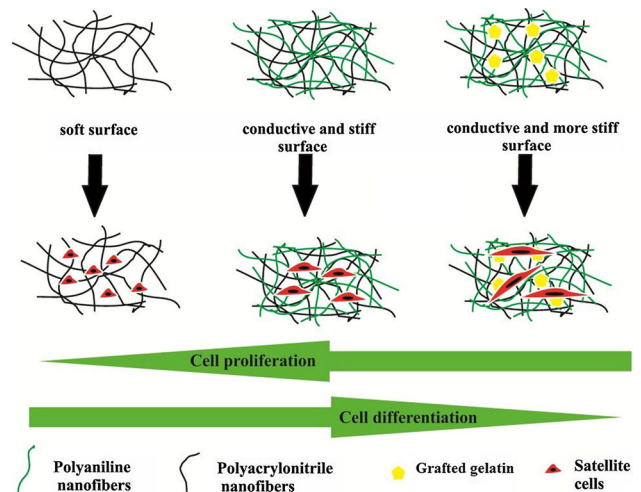 soft surface
conductive and stiff
surface
conductive and more stiff
surface
Cell proliferation
Cell differentiation
Polyaniline
nanofibers
Polyacrylonitrile
nanofibers
Grafted gelatin
Satellite
cells